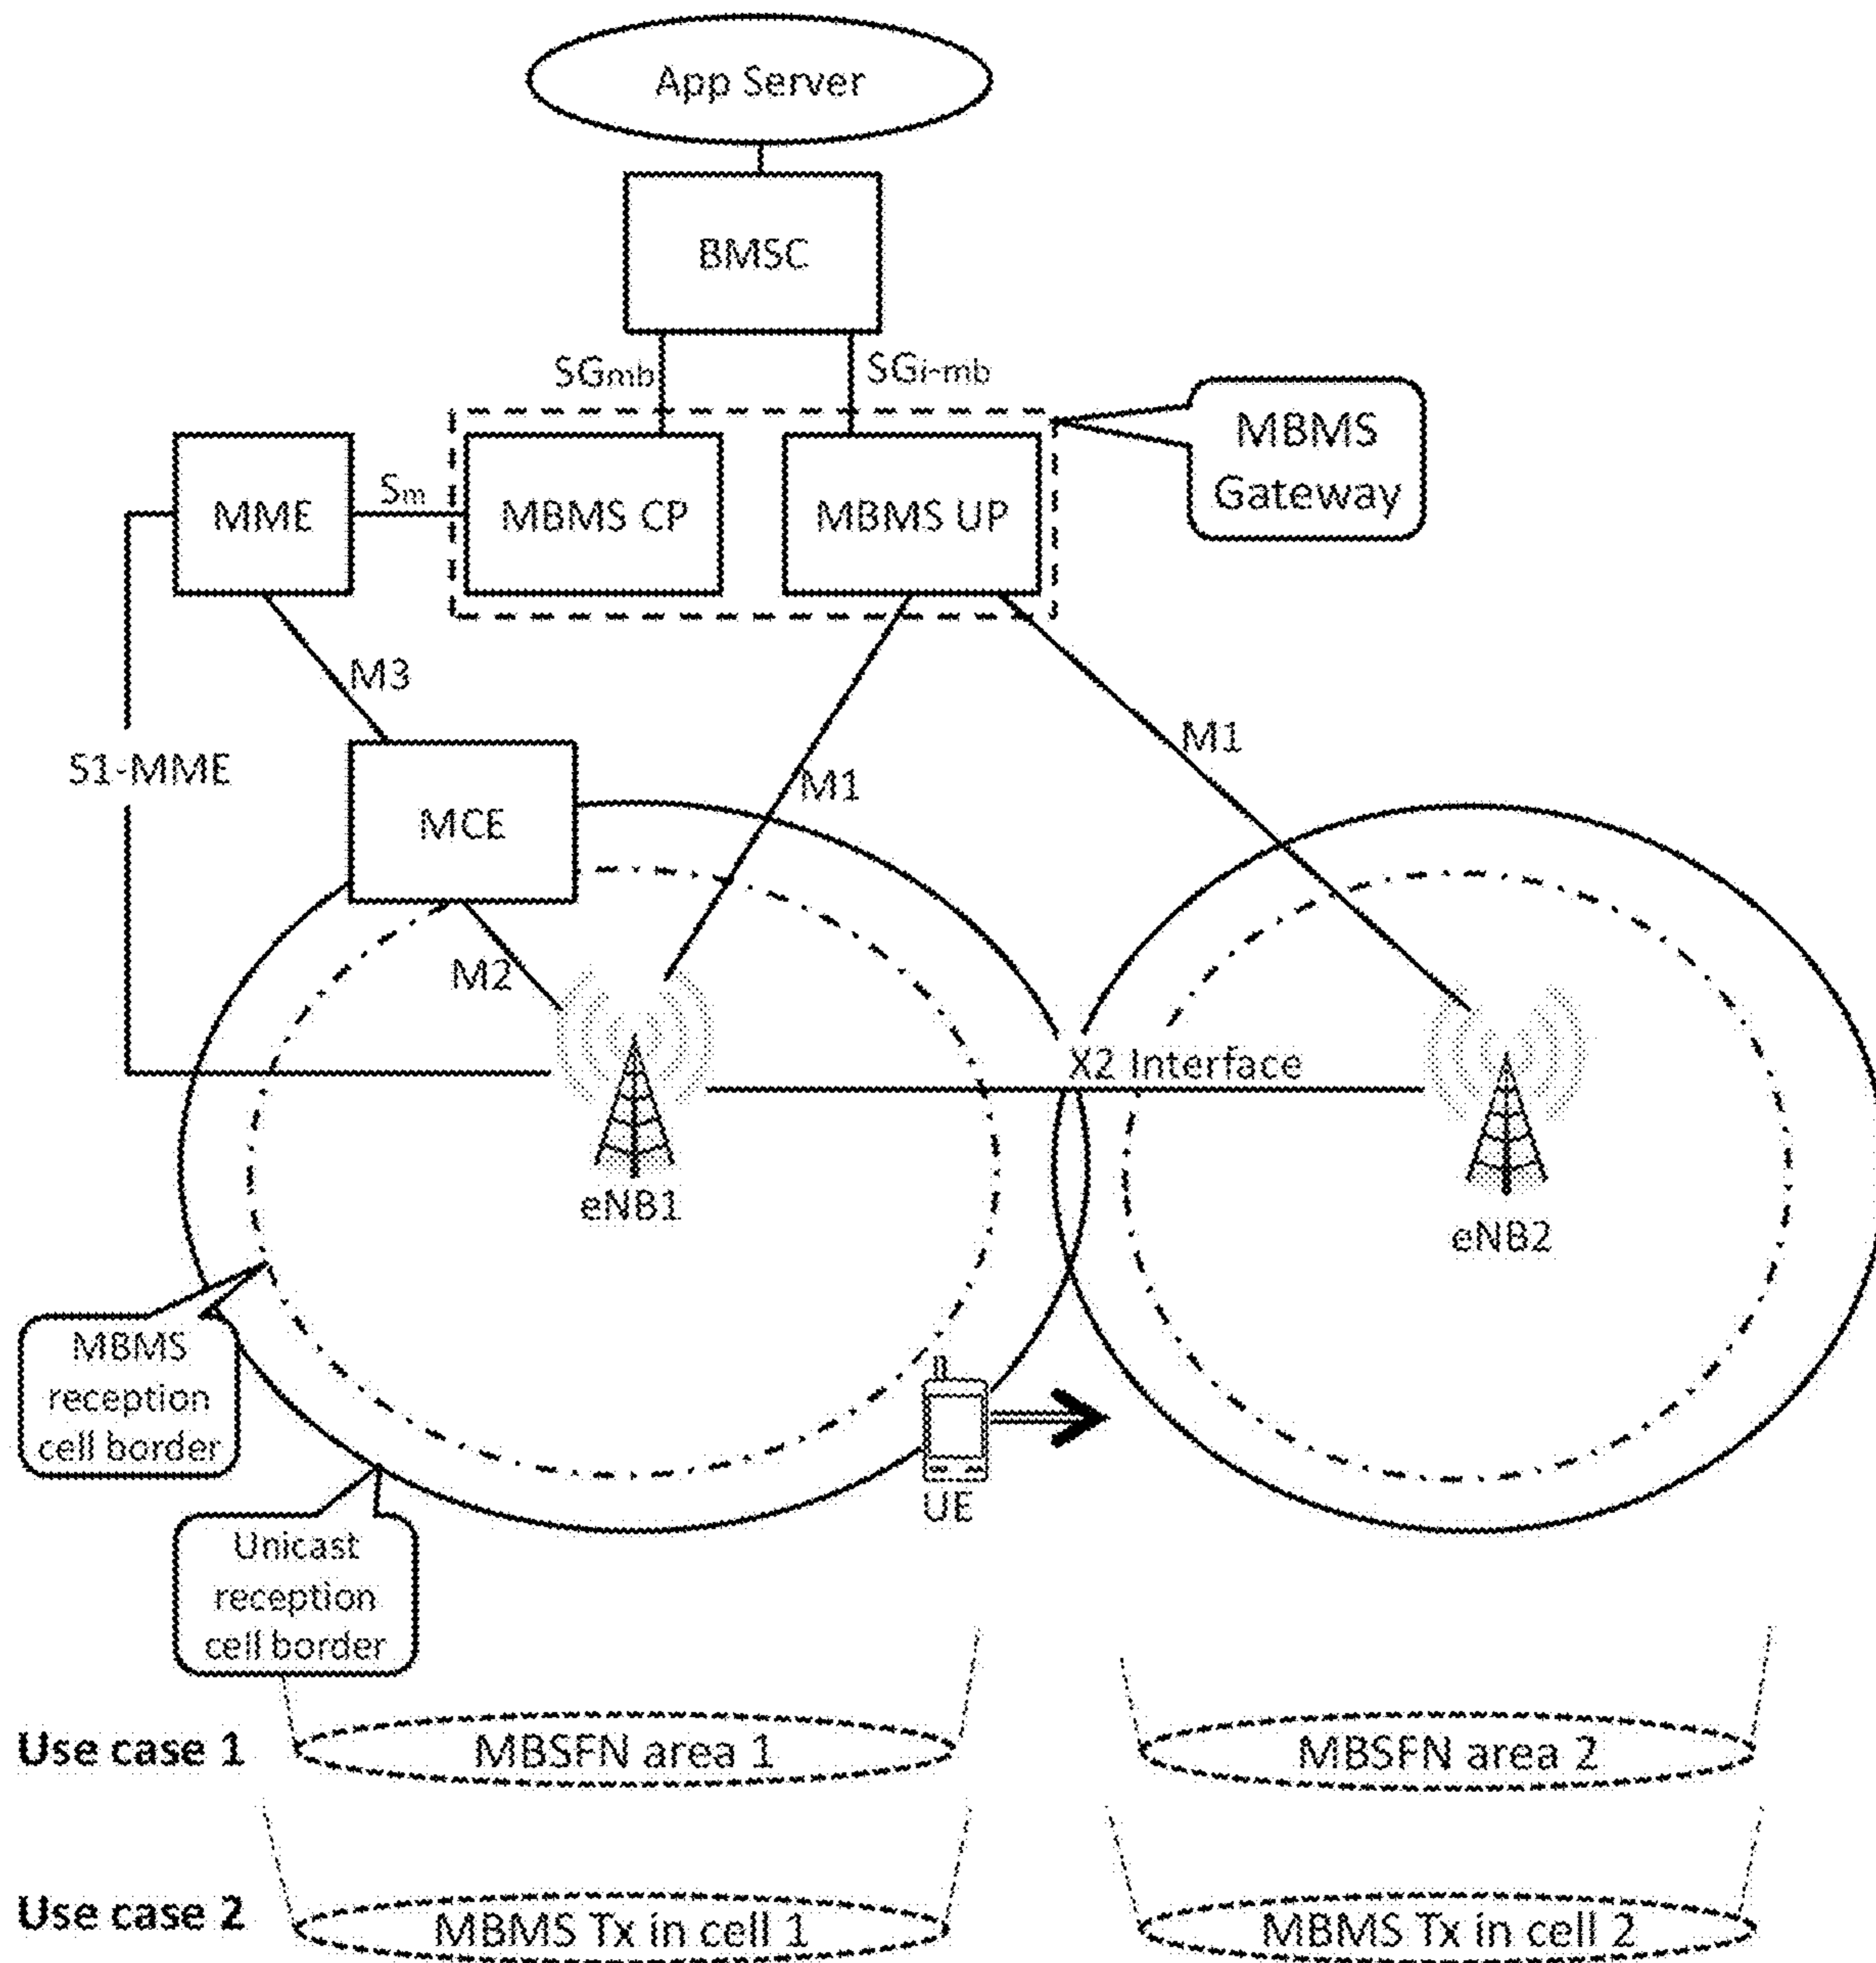 App Server
BMSC
SGmb
SGi-mb
MBMS
Gateway
MME
Sm
MBMS CP
MBMS UP
M3
M1
M1
S1-MME
MCE
M2
X2 Interface
eNB1
eNB2
MBMS
reception
cell border
UE
Unicast
reception
cell border
Use case 1
MBSFN area 1
MBSFN area 2
Use case 2
MBMS Tx in cell 1
MBMS Tx in cell 2